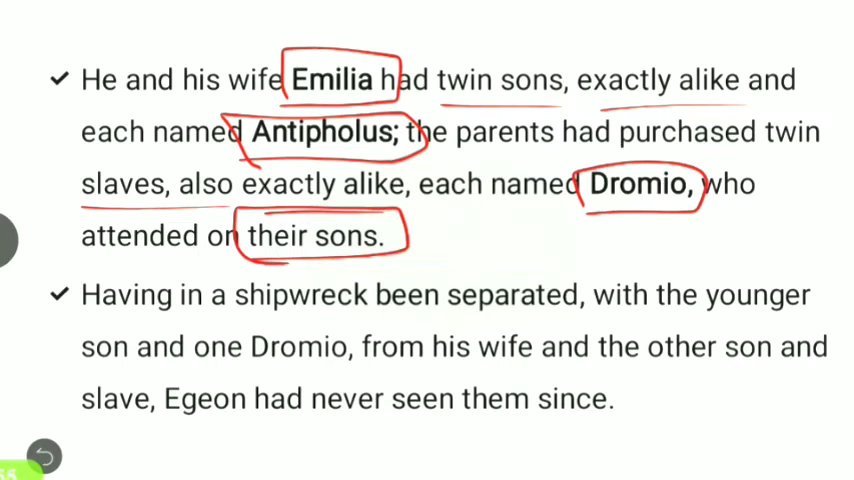 ✓ He and his wife Emilia had twin sons, exactly alike and
each named Antipholus; the parents had purchased twin
slaves, also exactly alike, each named Dromio, who
attended on their sons.
✓ Having in a shipwreck been separated, with the younger
son and one Dromio, from his wife and the other son and
slave, Egeon had never seen them since.